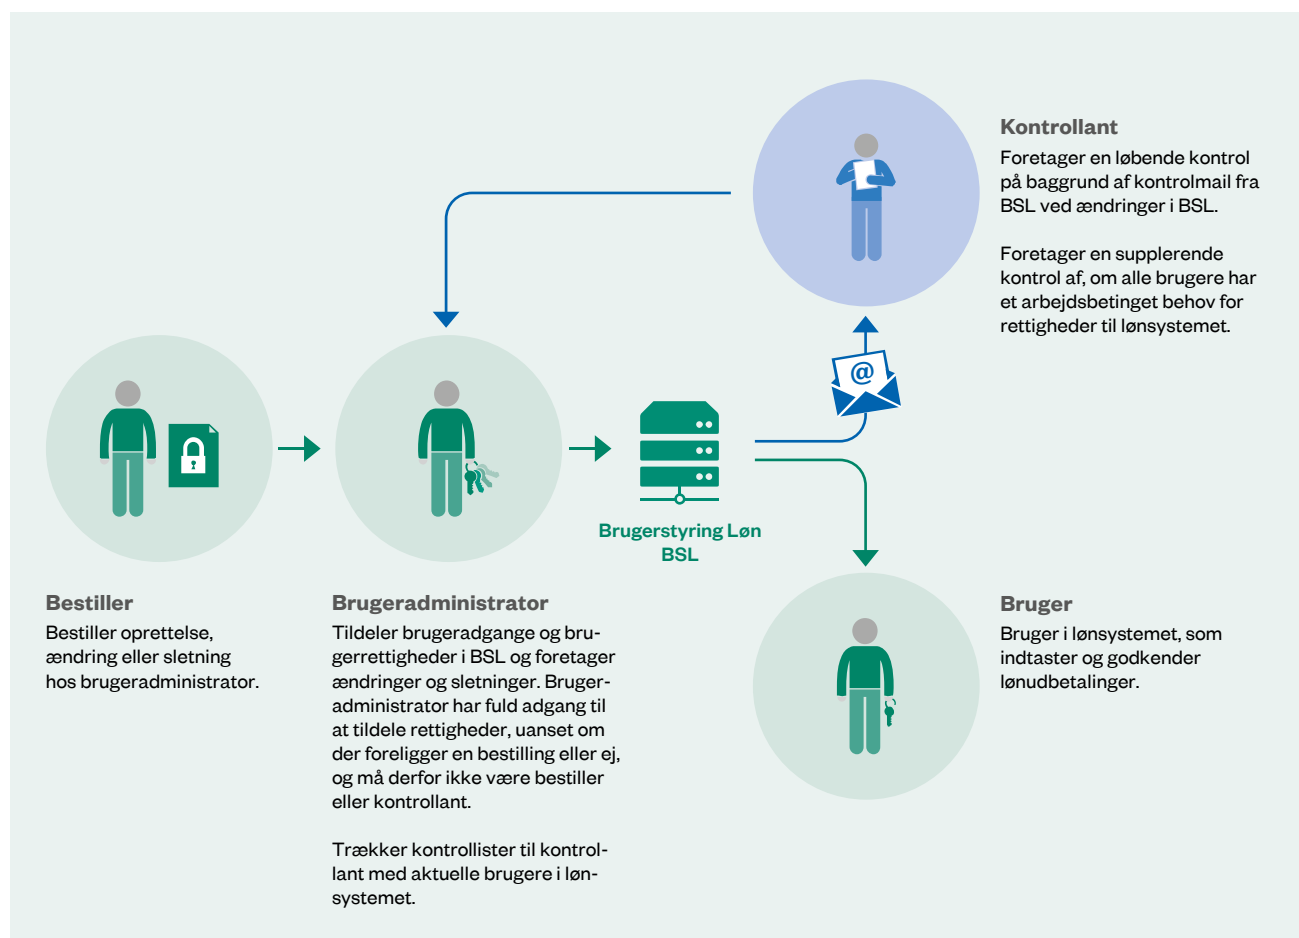 Kontrollant
Foretager en løbende kontrol
på baggrund af kontrolmail fra
BSL ved ændringer i BSL.
Foretager en supplerende
kontrol af, om alle brugere har
et arbejdsbetinget behov for
rettigheder til lønsystemet.
@
Brugerstyring Løn
BSL
Bestiller
Bestiller oprettelse,
ændring eller sletning
hos brugeradministrator.
Brugeradministrator
Tildeler brugeradgange og bru-
gerrettigheder i BSL og foretager
ændringer og sletninger. Bruger-
administrator har fuld adgang til
at tildele rettigheder, uanset om
der foreligger en bestilling eller ej,
og må derfor ikke være bestiller
eller kontrollant.
Trækker kontrollister til kontrol-
lant med aktuelle brugere i løn-
systemet.
Bruger
Bruger i lønsystemet, som
indtaster og godkender
lønudbetalinger.